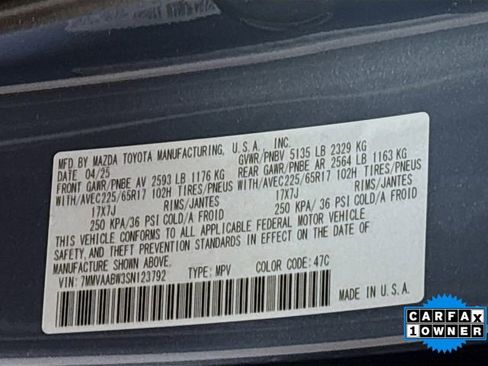 MFD BY MAZDA TOYOTA MANUFACTURING, U.S.A. INC.
DATE 04/25 GVWR/PNBV 5135 LB 2329 KG
FRONT GAWR/PNBE AV 2593 LB 1176 KG REAR GAWR/PNBE AR 2564 LB 1163 KG
WITH/AVEC225/65R17 102H TIRES/PNEUS WITH/AVEC225/65R17 102H TIRES/PNEUS
17X7J RIMS/JANTES 17X7J RIMS/JANTES
250 KPA/36 PSI COLD/A FROID 250 KPA/36 PSI COLD/A FROID
THIS VEHICLE CONFORMS TO ALL APPLICABLE FEDERAL MOTOR VEHICLE
SAFETY, AND THEFT PREVENTION STANDARDS IN EFFECT ON THE DATE OF
MANUFACTURE SHOWN ABOVE.
VIN: 7MMVAABW3SN123792 TYPE: MPV COLOR CODE: 47C
MADE IN U.S.A.
CARFAX
1 OWNER